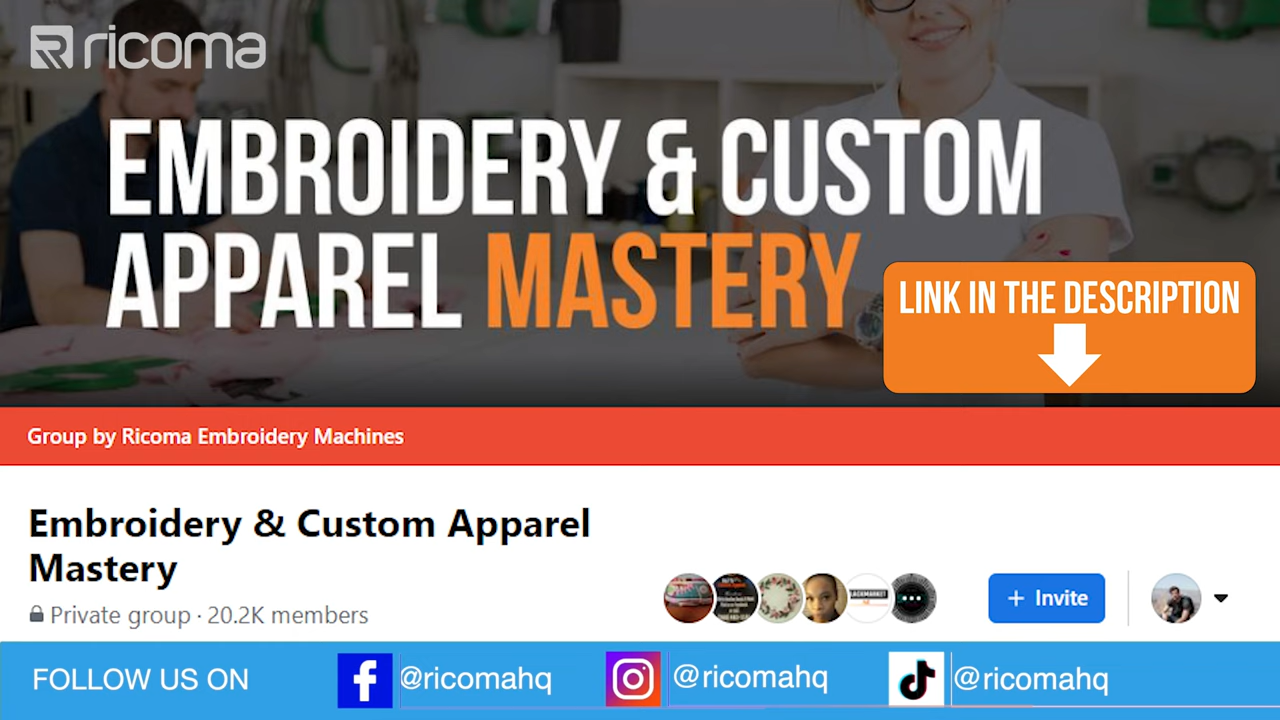 ricoma
EMBROIDERY & CUSTOM
APPAREL MASTERY
LINK IN THE DESCRIPTION
Group by Ricoma Embroidery Machines
Embroidery & Custom Apparel
Mastery
Private group · 20.2K members
+ Invite
FOLLOW US ON
@ricomahq
@ricomahq
@ricomahq